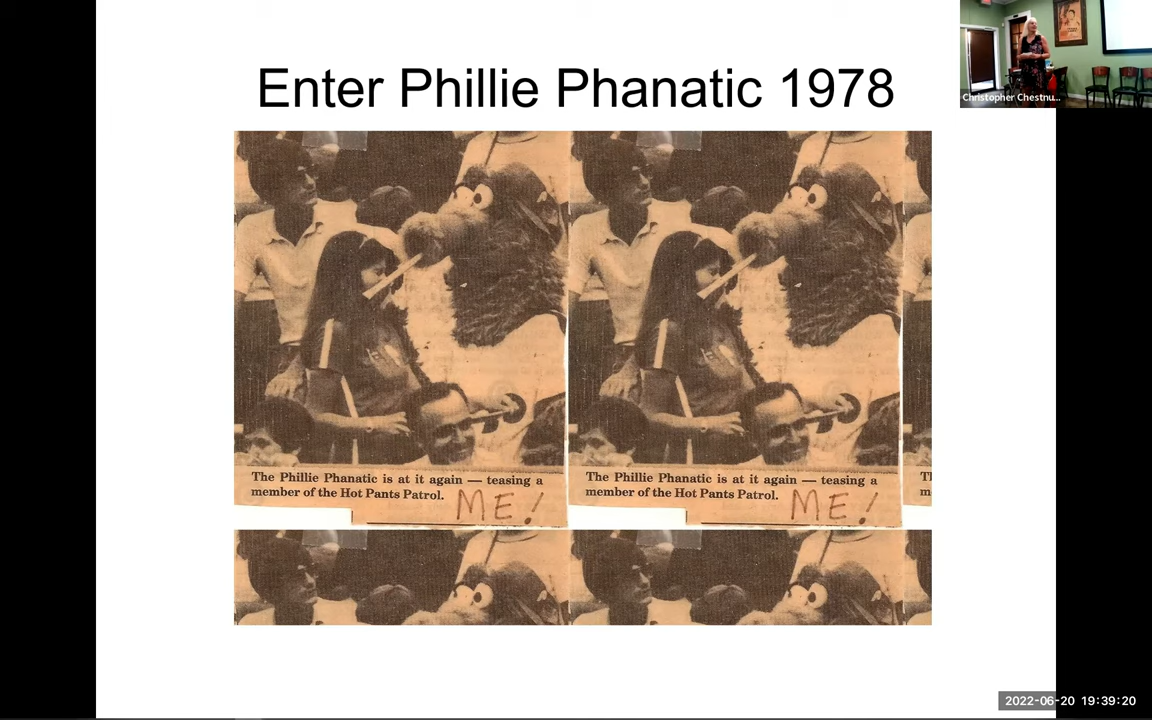 Enter Phillie Phanatic 1978
Christopher Chestnu...
The Phillie Phanatic is at it again — teasing a
member of the Hot Pants Patrol. ME!
The Phillie Phanatic is at it again — teasing a
member of the Hot Pants Patrol. ME!
2022-06-20 19:39:20